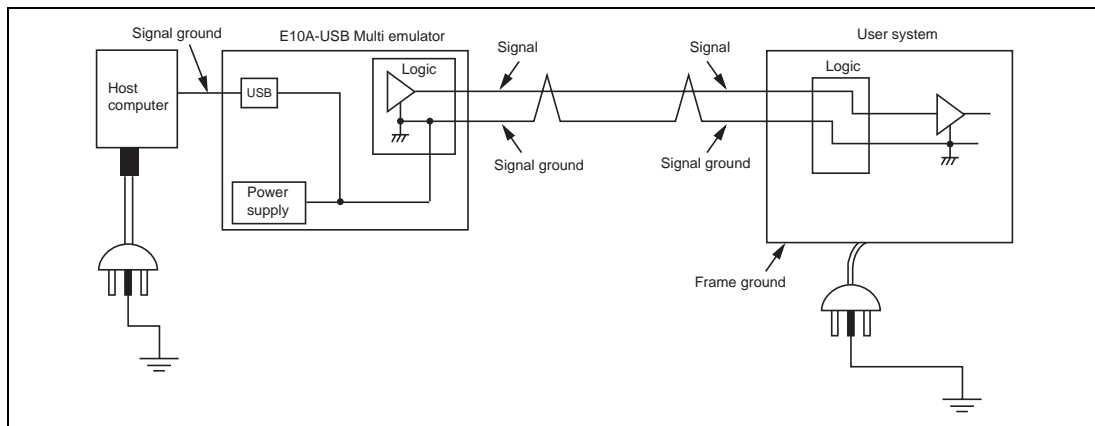 Signal ground
E10A-USB Multi emulator
User system
Signal
Signal
Logic
Logic
Host
computer
USB
Signal ground
Signal ground
Power
supply
Frame ground